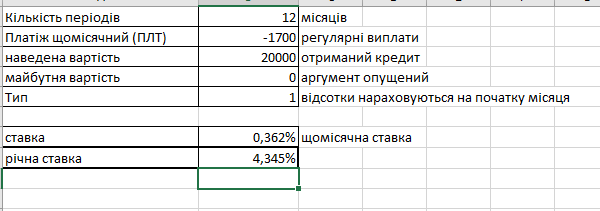 Кількість періодів 12 місяців
Платіж щомісячний (ПЛТ) -1700 регулярні виплати
наведена вартість 20000 отриманий кредит
майбутня вартість 0 аргумент опущений
Тип 1 відсотки нараховуються на початку місяця
ставка 0,362% щомісячна ставка
річна ставка 4,345%